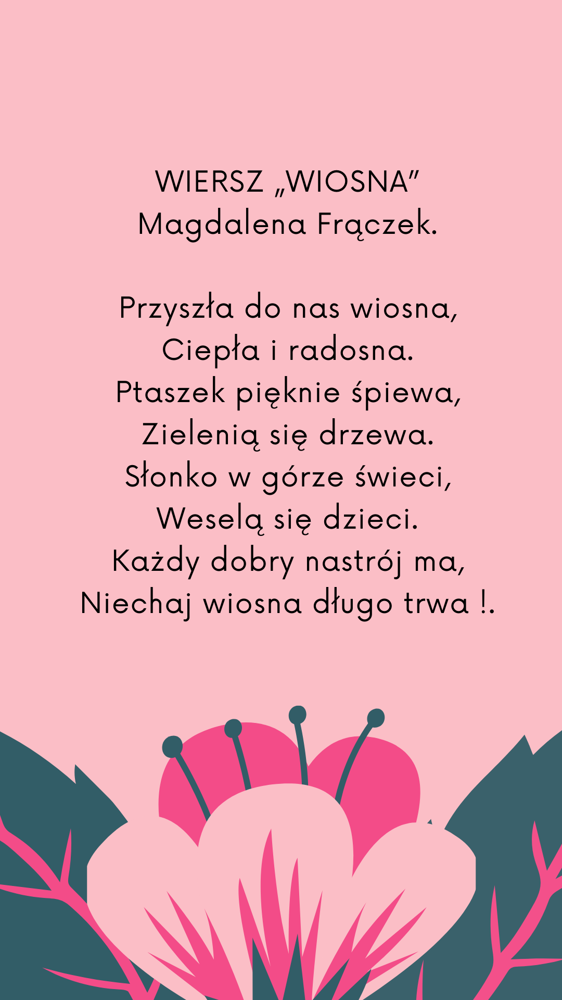 WIERSZ „WIOSNA”
Magdalena Frączek.
Przyszła do nas wiosna,
Ciepła i radosna.
Ptaszek pięknie śpiewa,
Zielenią się drzewa.
Słonko w górze świeci,
Weselą się dzieci.
Każdy dobry nastrój ma,
Niechaj wiosna długo trwa !.